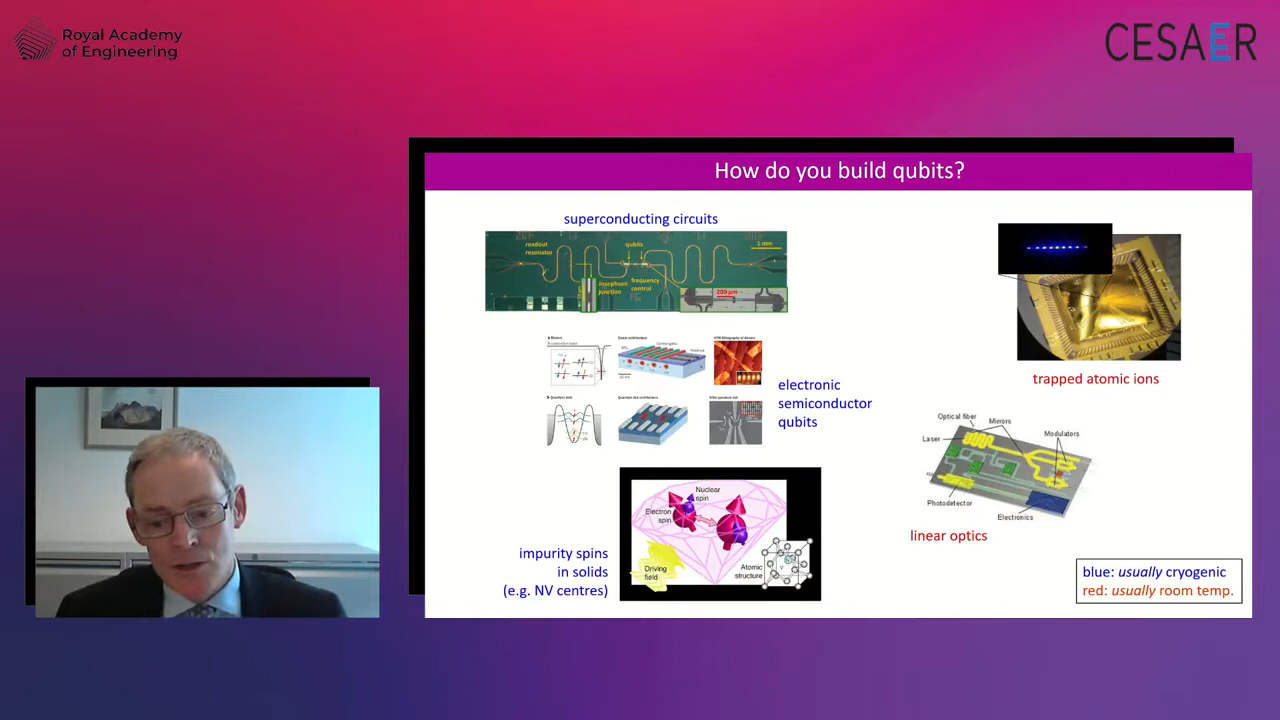 Royal Academy
of Engineering
CESAER
How do you build qubits?
superconducting circuits
readout
resonator
qubits
1 mm
Josephson
junction
frequency
control
200 µm
electronic
semiconductor
qubits
Nuclear
spin
Electron
spin
Driving
field
Atomic
structure
impurity spins
in solids
(e.g. NV centres)
trapped atomic ions
Optical fiber
Mirrors
Laser
Modulators
Photodetector
Electronics
linear optics
blue: usually cryogenic
red: usually room temp.